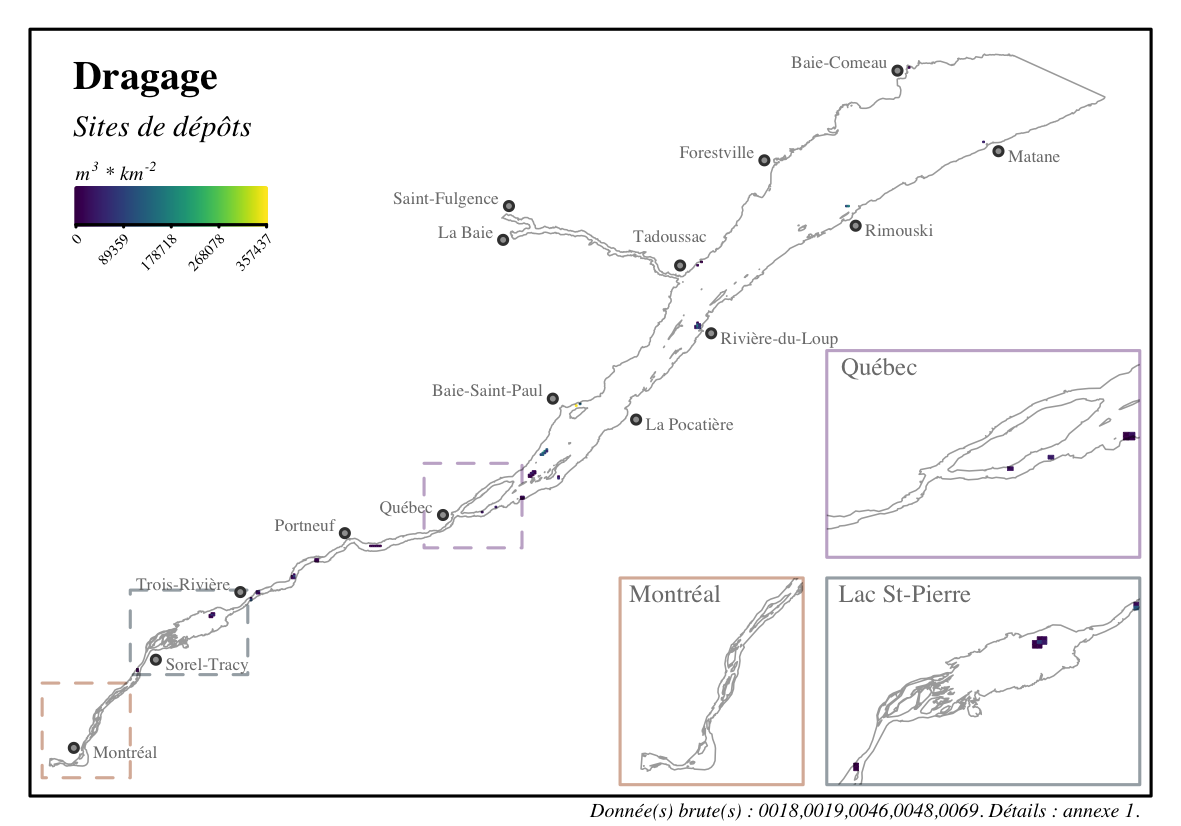 Dragage
Sites de dépôts
m3 * km-2
0
89359
178718
268078
357437
Baie-Comeau
Forestville
Matane
Saint-Fulgence
La Baie
Tadoussac
Rimouski
Rivière-du-Loup
Baie-Saint-Paul
La Pocatière
Québec
Portneuf
Trois-Rivière
Sorel-Tracy
Montréal
Québec
Montréal
Lac St-Pierre
Donnée(s) brute(s) : 0018,0019,0046,0048,0069. Détails : annexe 1.